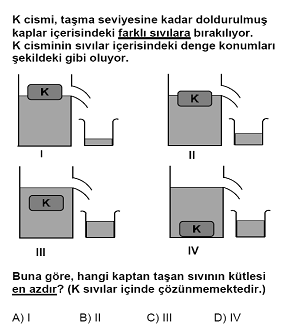 K cismi, taşma seviyesine kadar doldurulmuş
kaplar içerisindeki farklı sıvılara bırakılıyor.
K cisminin sıvılar içerisindeki denge konumları
şekildeki gibi oluyor.
K
K
I
II
K
K
III
IV
Buna göre, hangi kaptan taşan sıvının kütlesi
en azdır? (K sıvılar içinde çözünmemektedir.)
A) I B) II C) III D) IV